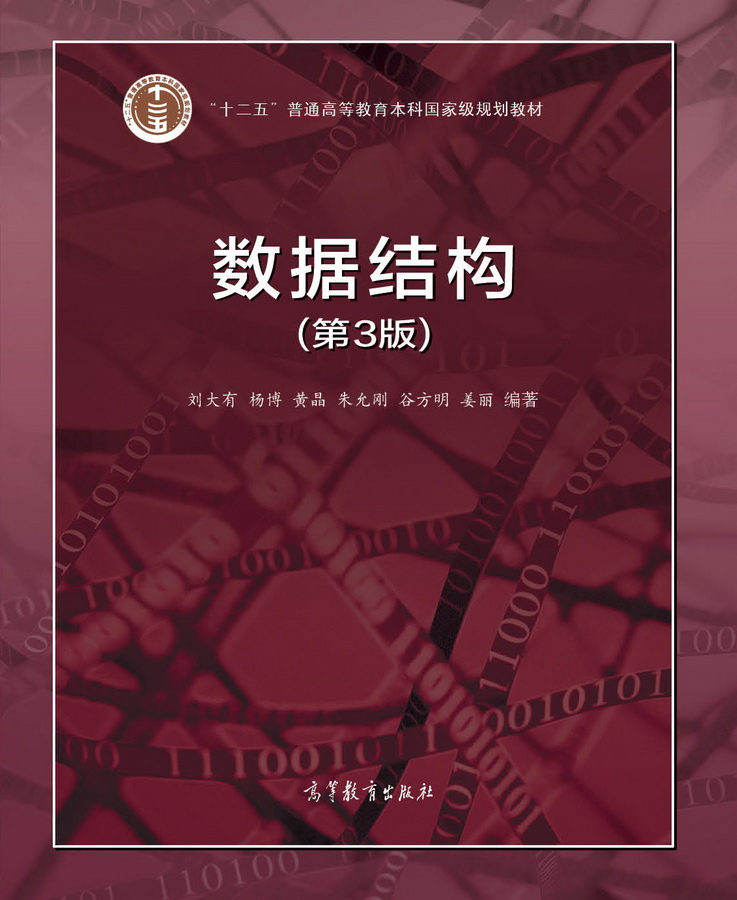 “十二五”普通高等教育本科国家级规划教材
数据结构
(第3版)
刘大有 杨博 黄晶 朱允刚 谷方明 姜丽 编著
高等教育出版社